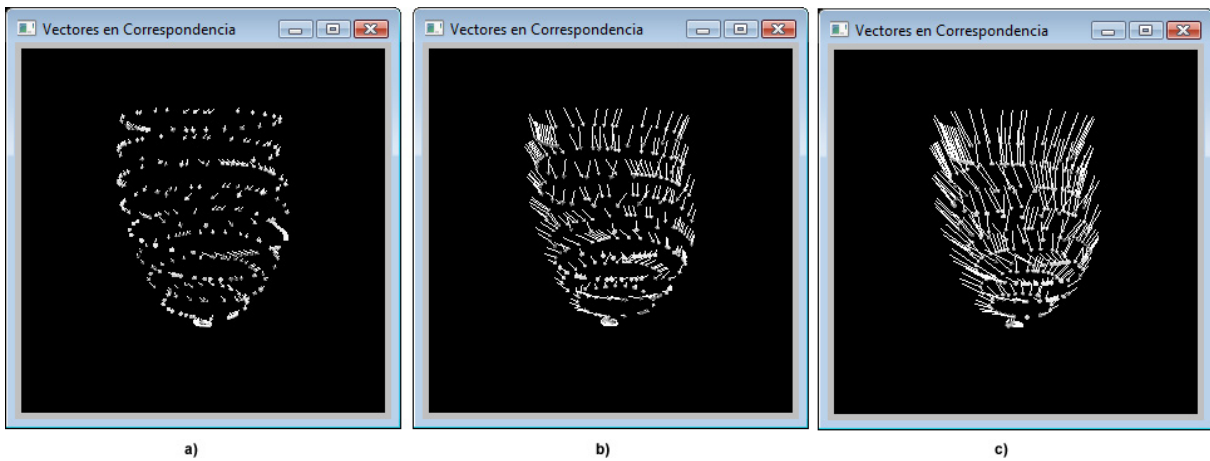 Vectores en Correspondencia
Vectores en Correspondencia
Vectores en Correspondencia
a)
b)
c)